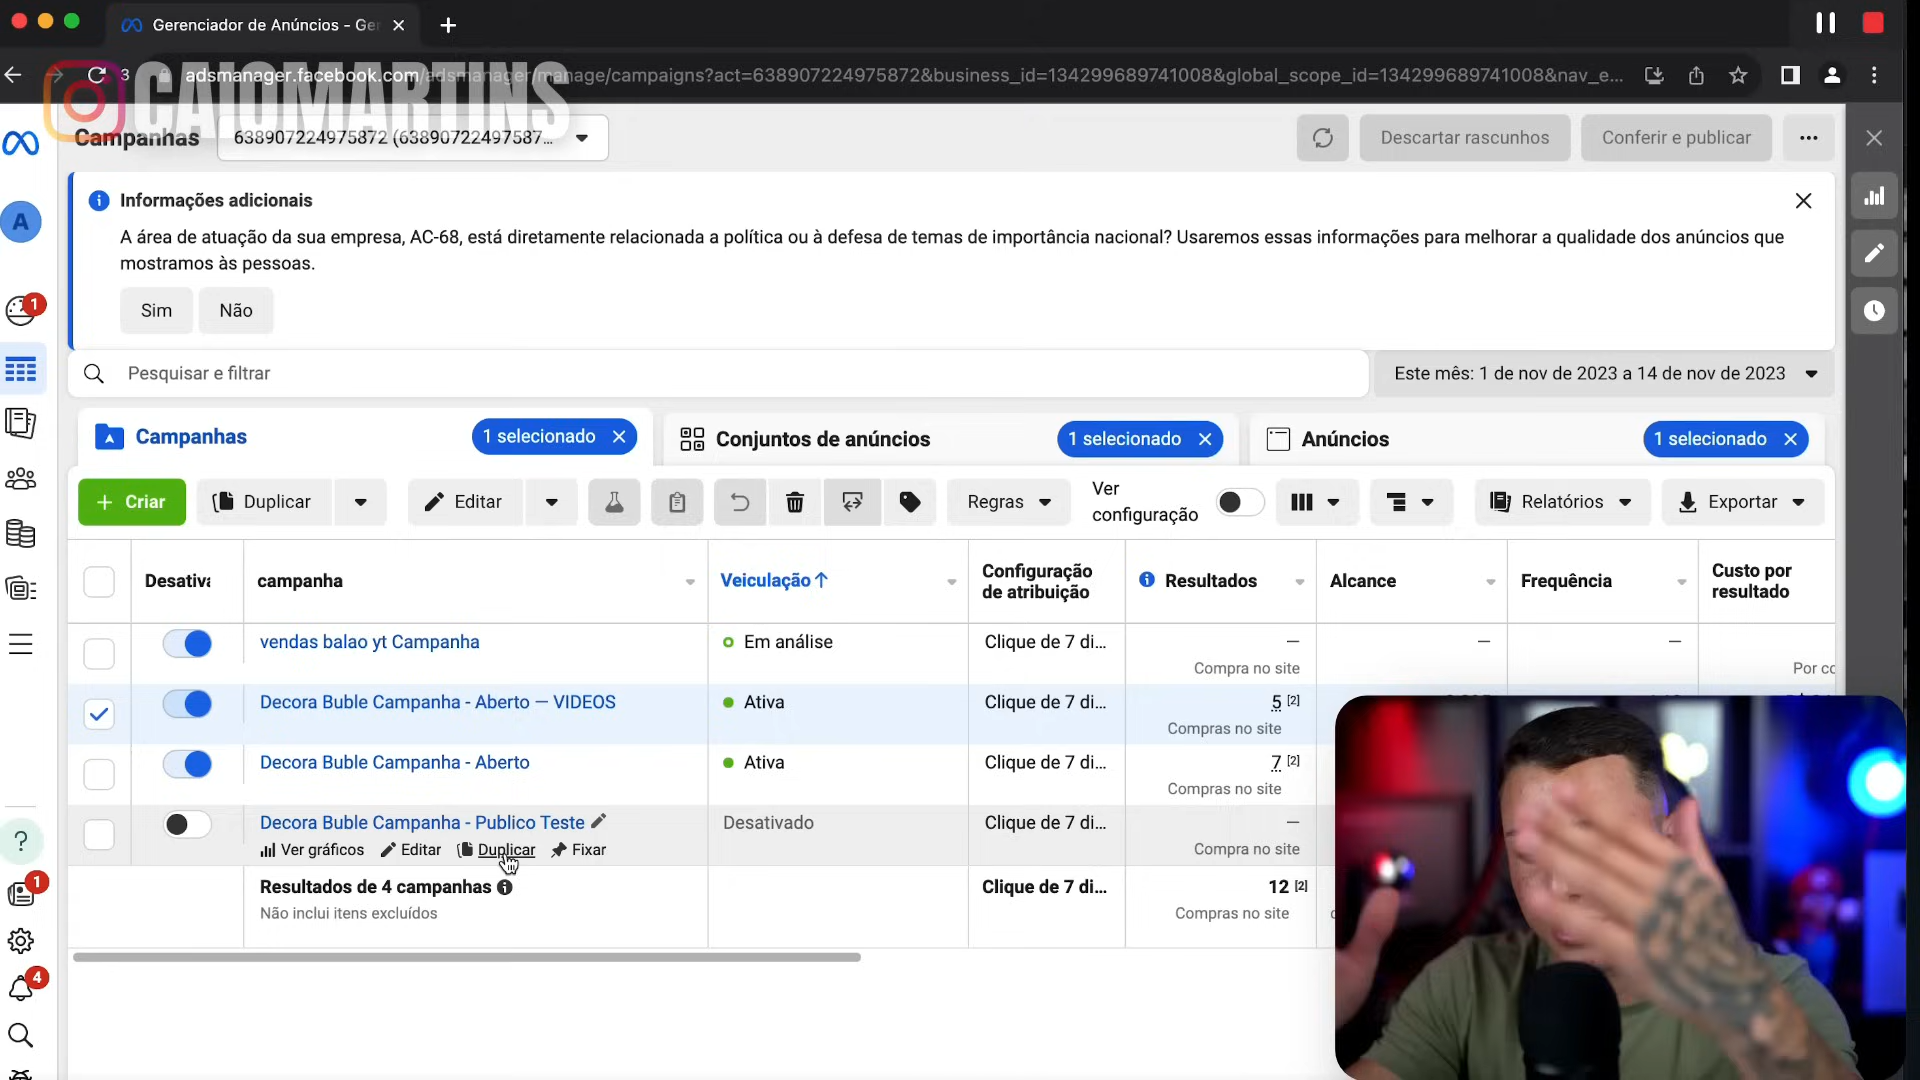 Gerenciador de Anúncios - Ge
CAIOMARTINS
3
adsmanager.facebook.com/adsmanager/manage/campaigns?act=638907224975872&business_id=134299689741008&global_scope_id=134299689741008&nav_e...
Campanhas
638907224975872 (63890722497587...
Descartar rascunhos
Conferir e publicar
A
Informações adicionais
A área de atuação da sua empresa, AC-68, está diretamente relacionada a política ou à defesa de temas de importância nacional? Usaremos essas informações para melhorar a qualidade dos anúncios que
mostramos às pessoas.
Sim
Não
1
Pesquisar e filtrar
Este mês: 1 de nov de 2023 a 14 de nov de 2023
Campanhas
1 selecionado
Conjuntos de anúncios
1 selecionado
Anúncios
1 selecionado
+ Criar
Duplicar
Editar
Regras
Ver
configuração
Relatórios
Exportar
Desativa
campanha
Veiculação↑
Configuração
de atribuição
Resultados
Alcance
Frequência
Custo por
resultado
vendas balao yt Campanha
Em análise
Clique de 7 di...
—
—
—
Compra no site
Por co
Decora Buble Campanha - Aberto — VIDEOS
Ativa
Clique de 7 di...
5 [2]
Compras no site
Decora Buble Campanha - Aberto
Ativa
Clique de 7 di...
7 [2]
Compras no site
Decora Buble Campanha - Publico Teste
Desativado
Clique de 7 di...
—
Ver gráficos
Editar
Duplicar
Fixar
Compra no site
?
Resultados de 4 campanhas
Clique de 7 di...
12 [2]
Não inclui itens excluídos
Compras no site
1
4